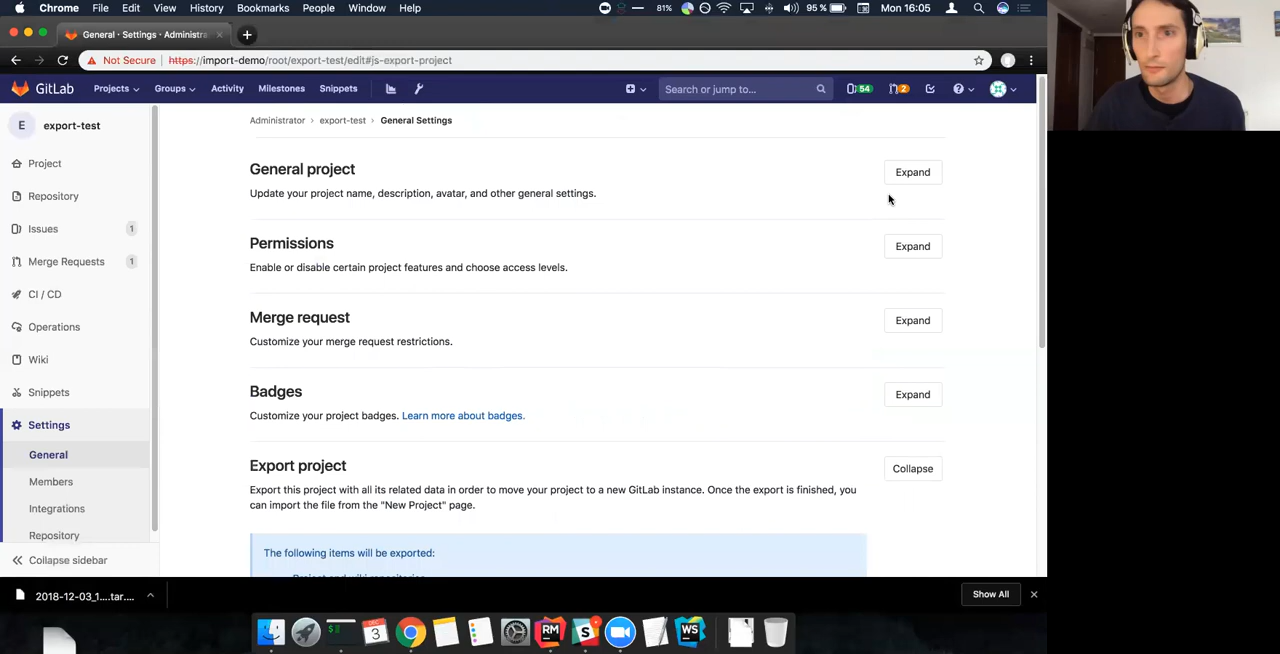 Chrome File Edit View History Bookmarks People Window Help 81% 95 % Mon 16:05
General · Settings · Administra
Not Secure https://import-demo/root/export-test/edit#js-export-project
GitLab Projects Groups Activity Milestones Snippets Search or jump to... 54 2
E export-test
Administrator › export-test › General Settings
Project
Repository
Issues 1
Merge Requests 1
CI / CD
Operations
Wiki
Snippets
Settings
General
Members
Integrations
Repository
Collapse sidebar
General project Expand
Update your project name, description, avatar, and other general settings.
Permissions Expand
Enable or disable certain project features and choose access levels.
Merge request Expand
Customize your merge request restrictions.
Badges Expand
Customize your project badges. Learn more about badges.
Export project Collapse
Export this project with all its related data in order to move your project to a new GitLab instance. Once the export is finished, you
can import the file from the "New Project" page.
The following items will be exported:
Project and wiki repositories
2018-12-03_1....tar.... Show All
DEC 3 RM S WS